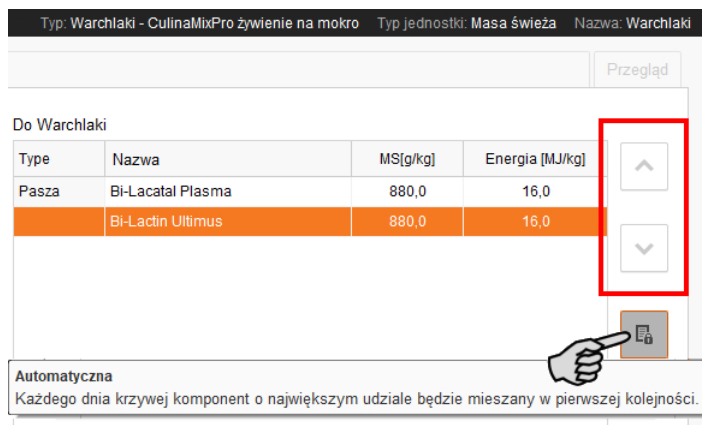 Typ: Warchlaki - CulinaMixPro żywienie na mokro Typ jednostki: Masa świeża Nazwa: Warchlaki
Przegląd
Do Warchlaki
Type Nazwa MS[g/kg] Energia [MJ/kg]
Pasza Bi-Lacatal Plasma 880,0 16,0
Bi-Lactin Ultimus 880,0 16,0
Automatyczna
Każdego dnia krzywej komponent o największym udziale będzie mieszany w pierwszej kolejności.